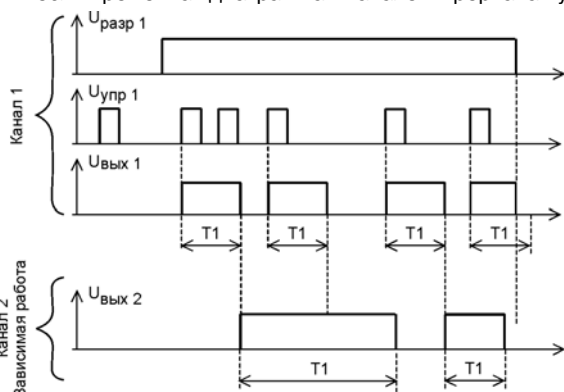 Канал 1
Uразр 1
Uупр 1
Uвых 1
T1
T1
T1
T1
Канал 2
Зависимая работа
Uвых 2
T1
T1